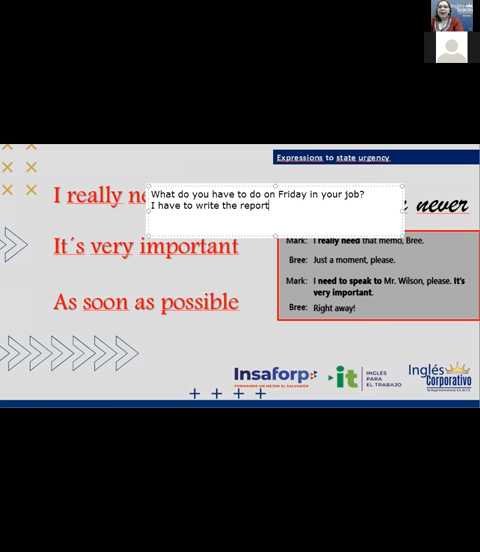 Expressions to state urgency
What do you have to do on Friday in your job?
I have to write the report
I really
never
It´s very important
As soon as possible
Mark: I really need that memo, Bree.
Bree: Just a moment, please.
Mark: I need to speak to Mr. Wilson, please. It's
very important.
Bree: Right away!
Insaforp
FORMANDO UN MEJOR EL SALVADOR
it
INGLÉS
PARA
EL TRABAJO
Inglés
Corporativo